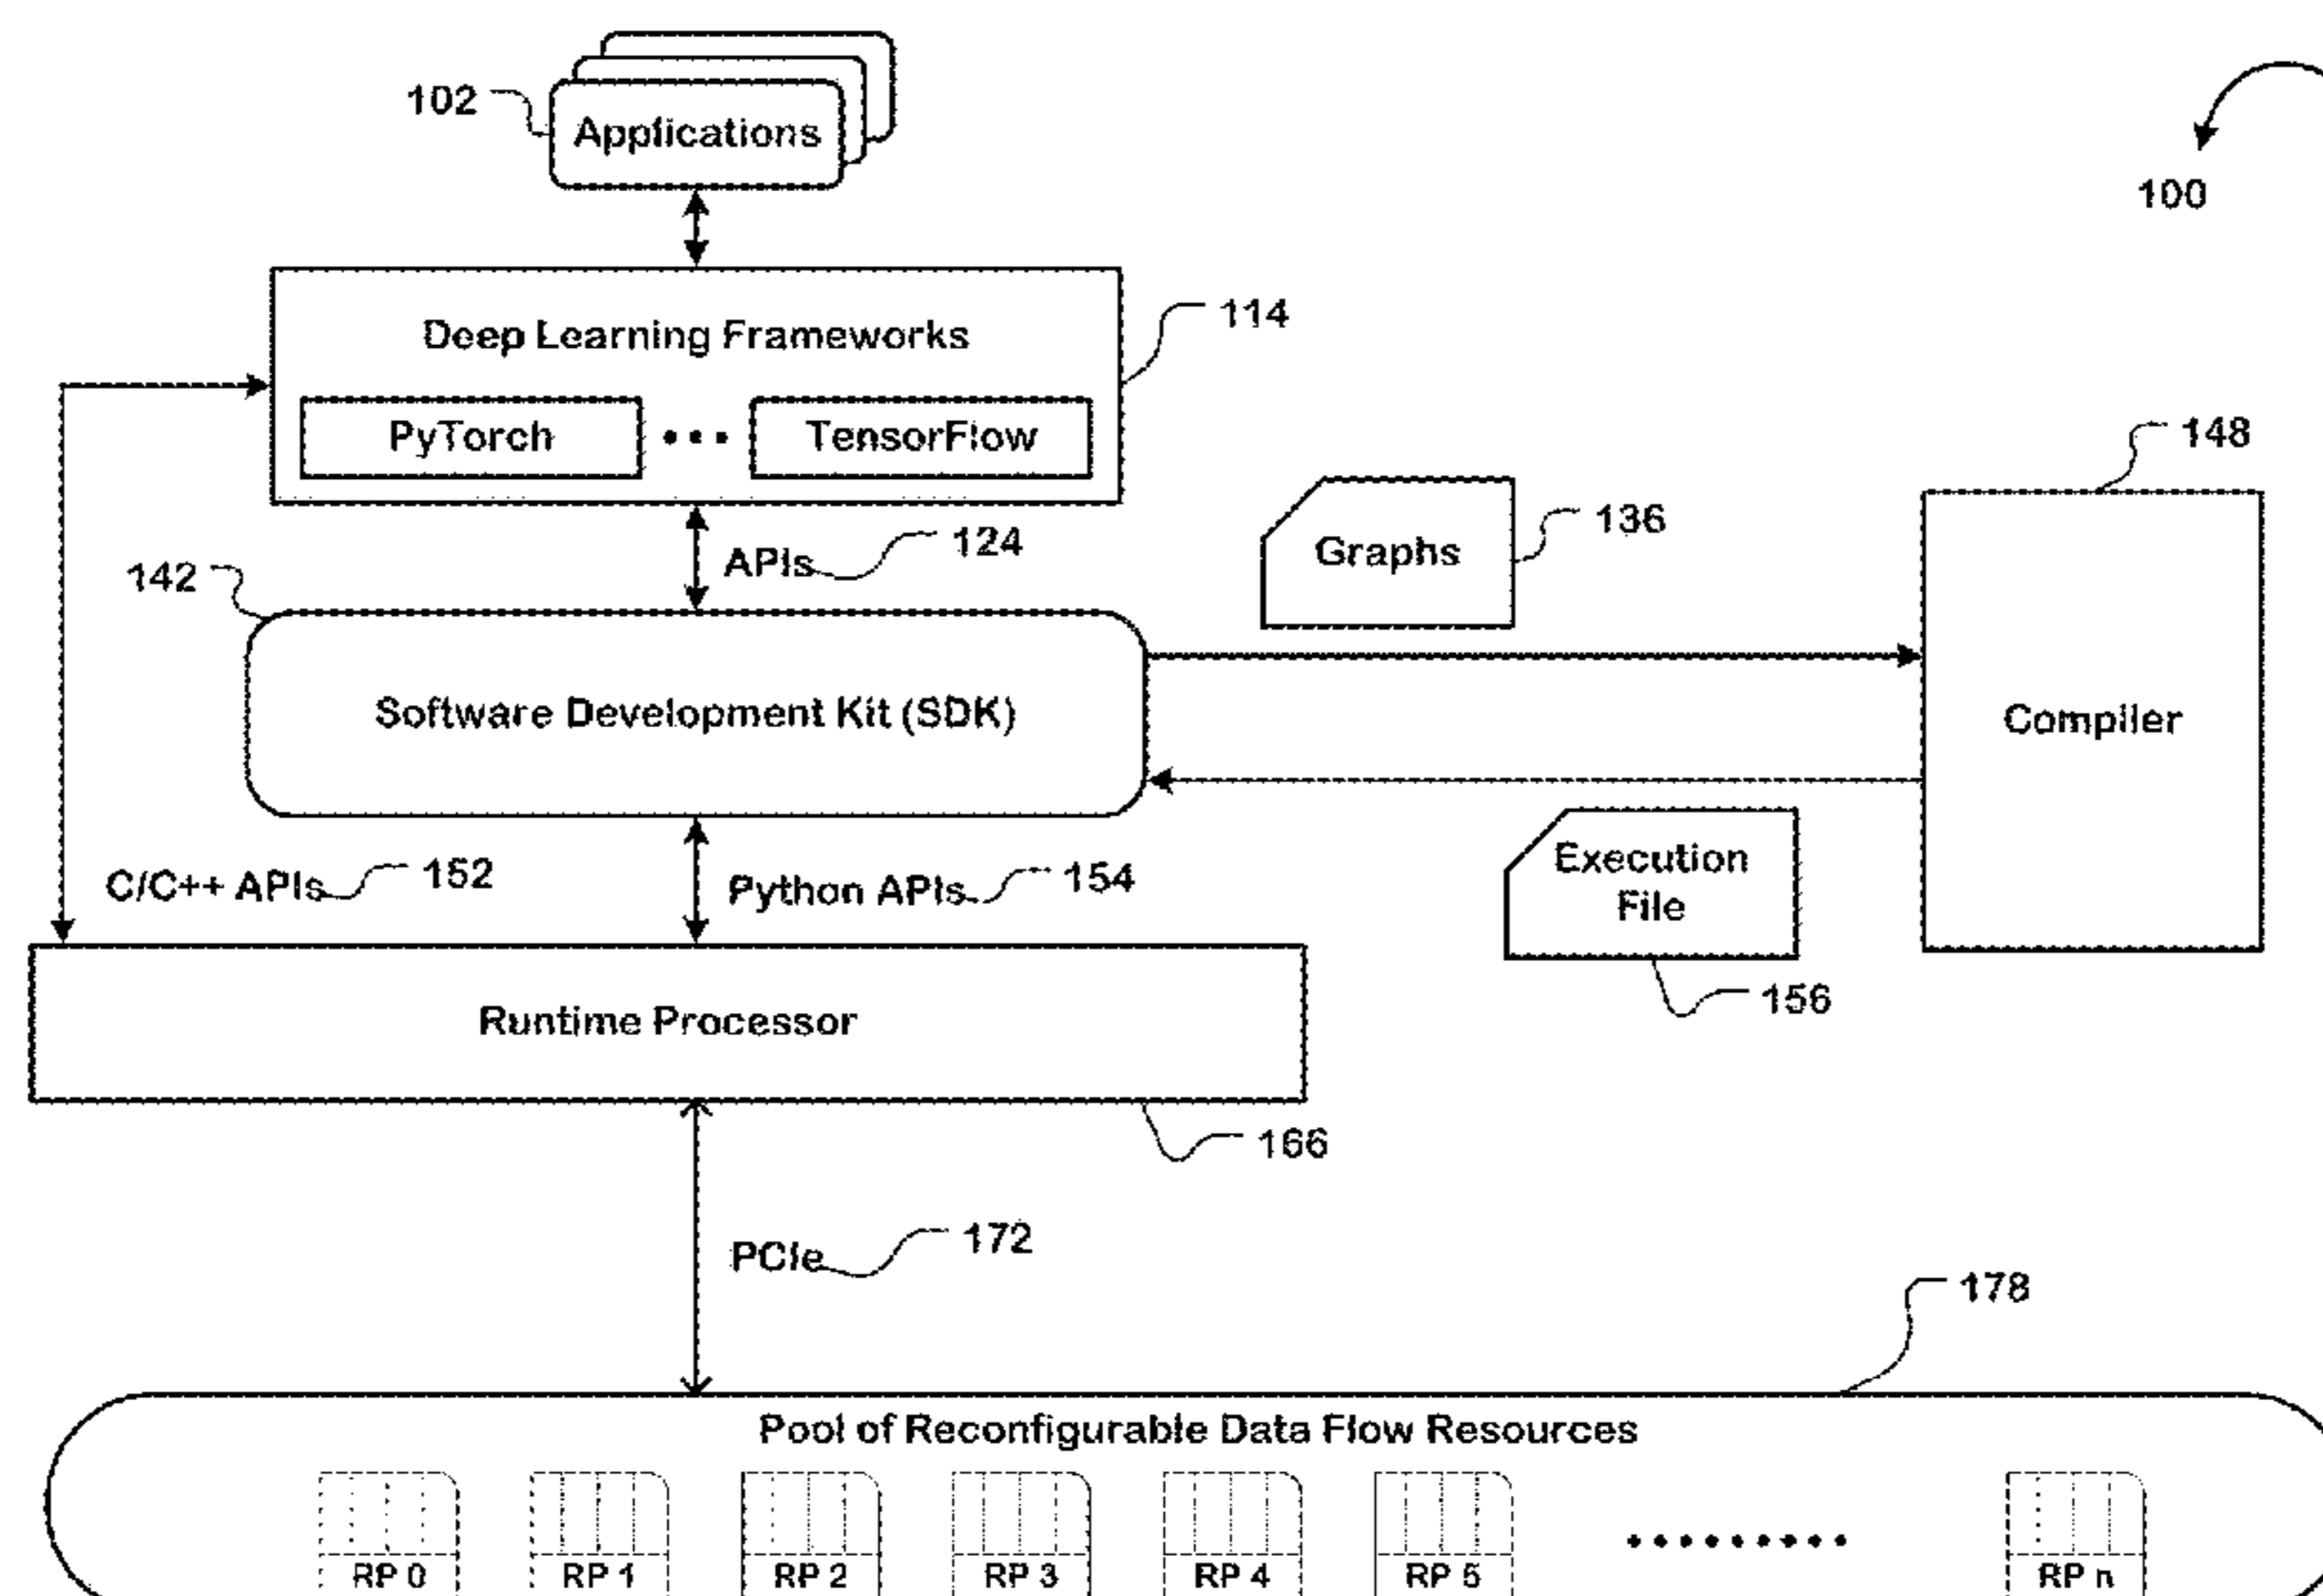 102
Applications
100
Deep Learning Frameworks
114
PyTorch ••• TensorFlow
148
Graphs
136
APIs
124
142
Software Development Kit (SDK)
Compiler
Execution
File
C/C++ APIs
152
Python APIs
154
156
Runtime Processor
166
PCIe
172
178
Pool of Reconfigurable Data Flow Resources
RP 0 RP 1 RP 2 RP 3 RP 4 RP 5 RP n